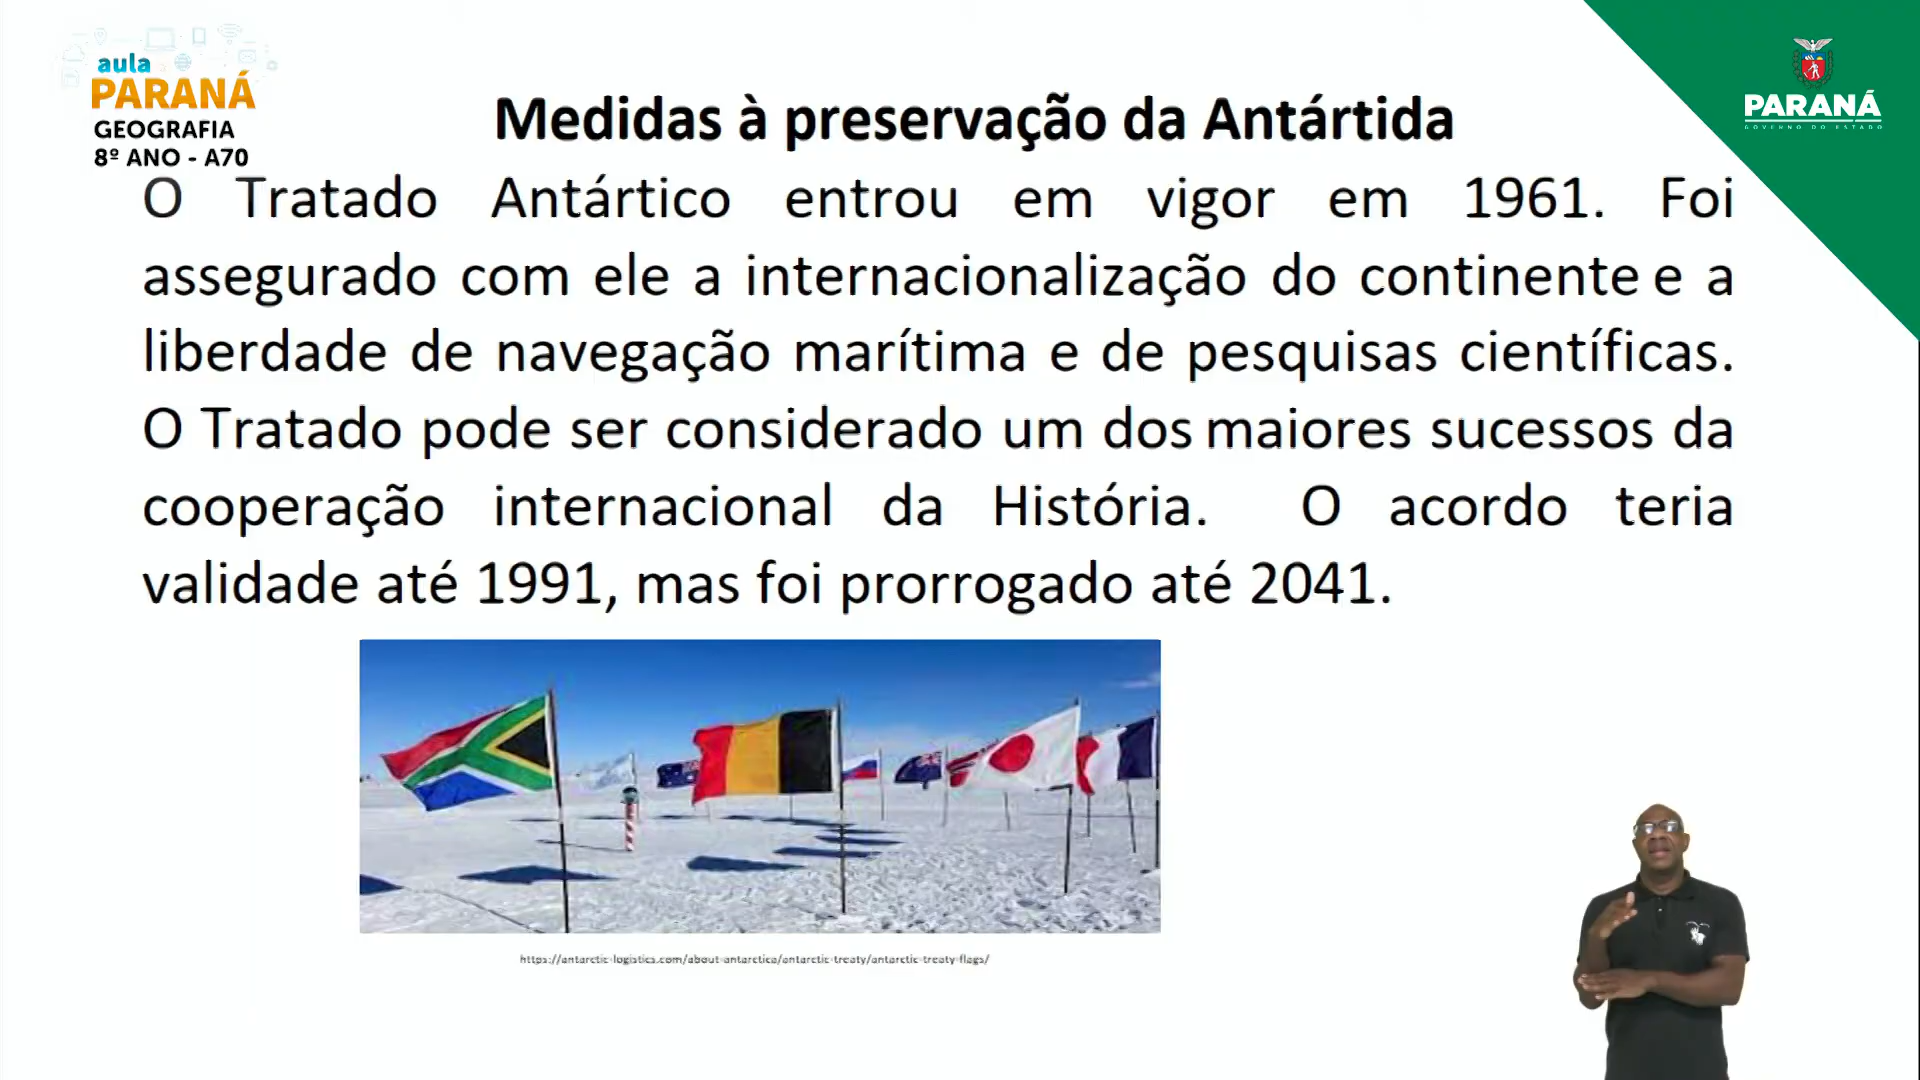 aula
PARANÁ
GEOGRAFIA
8º ANO - A70
PARANÁ
GOVERNO DO ESTADO
Medidas à preservação da Antártida
O Tratado Antártico entrou em vigor em 1961. Foi
assegurado com ele a internacionalização do continente e a
liberdade de navegação marítima e de pesquisas científicas.
O Tratado pode ser considerado um dos maiores sucessos da
cooperação internacional da História. O acordo teria
validade até 1991, mas foi prorrogado até 2041.
https://antarctic-logistics.com/about-antarctica/antarctic-treaty/antarctic-treaty-flags/